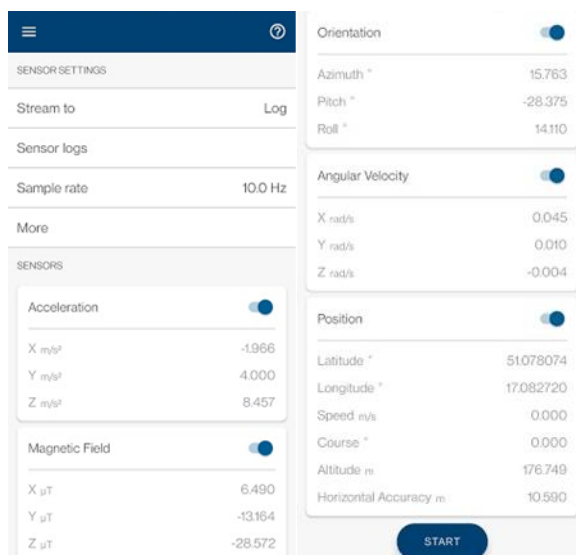 SENSOR SETTINGS
Stream to Log
Sensor logs
Sample rate 10.0 Hz
More
SENSORS
Acceleration
X m/s² -1.966
Y m/s² 4.000
Z m/s² 8.457
Magnetic Field
X µT 6.490
Y µT -13.164
Z µT -28.572
Orientation
Azimuth ° 15.763
Pitch ° -28.375
Roll ° 14.110
Angular Velocity
X rad/s 0.045
Y rad/s 0.010
Z rad/s -0.004
Position
Latitude ° 51.078074
Longitude ° 17.082720
Speed m/s 0.000
Course ° 0.000
Altitude m 176.749
Horizontal Accuracy m 10.590
START